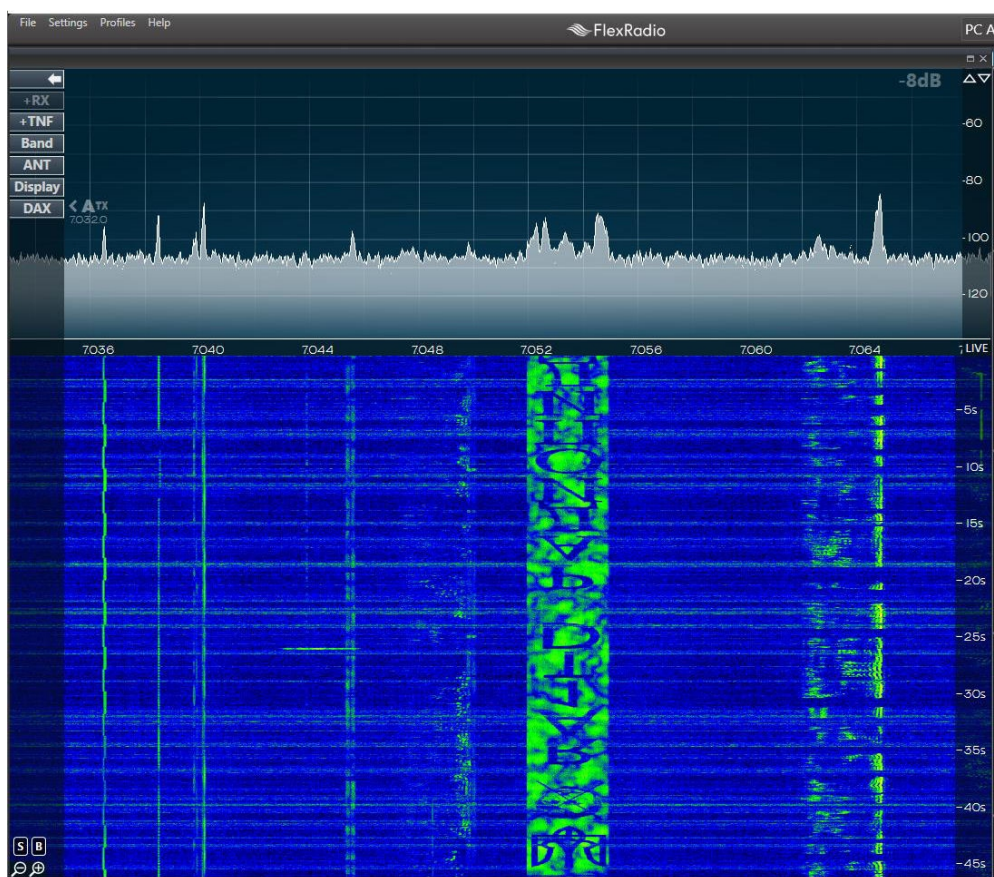 File Settings Profiles Help
FlexRadio
PC A
-8dB
+RX
+TNF
Band
ANT
Display
DAX
< A TX
7.032.0
-60
-80
-100
-120
7.036 7.040 7.044 7.048 7.052 7.056 7.060 7.064
LIVE
-5s
-10s
-15s
-20s
-25s
-30s
-35s
-40s
-45s
S B